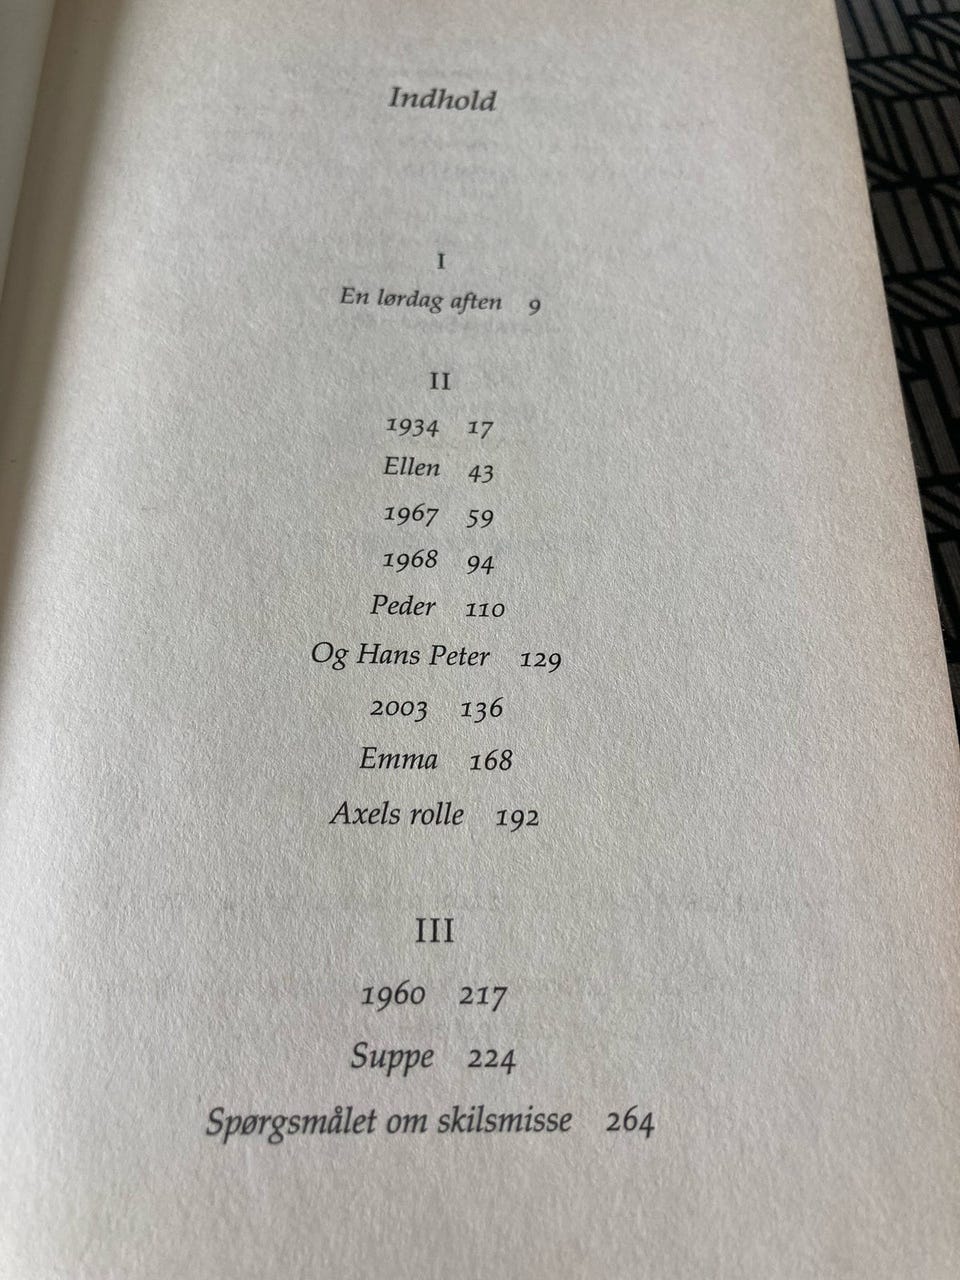 Indhold
I
En lørdag aften 9
II
1934 17
Ellen 43
1967 59
1968 94
Peder 110
Og Hans Peter 129
2003 136
Emma 168
Axels rolle 192
III
1960 217
Suppe 224
Spørgsmålet om skilsmisse 264